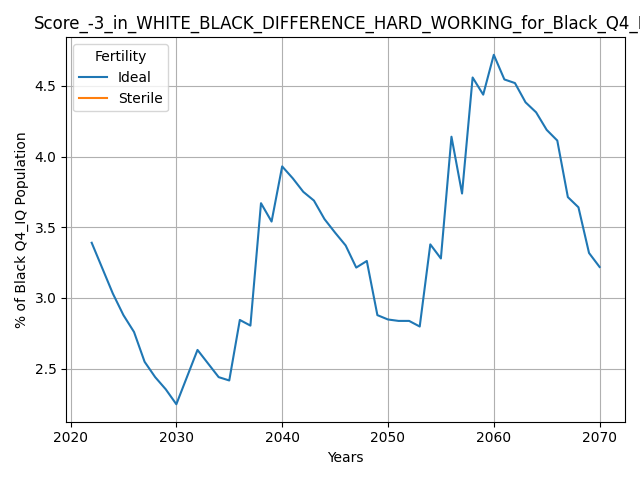 Score_-3_in_WHITE_BLACK_DIFFERENCE_HARD_WORKING_for_Black_Q4_I
Fertility
Ideal
Sterile
% of Black Q4_IQ Population
4.5
4.0
3.5
3.0
2.5
2020 2030 2040 2050 2060 2070
Years